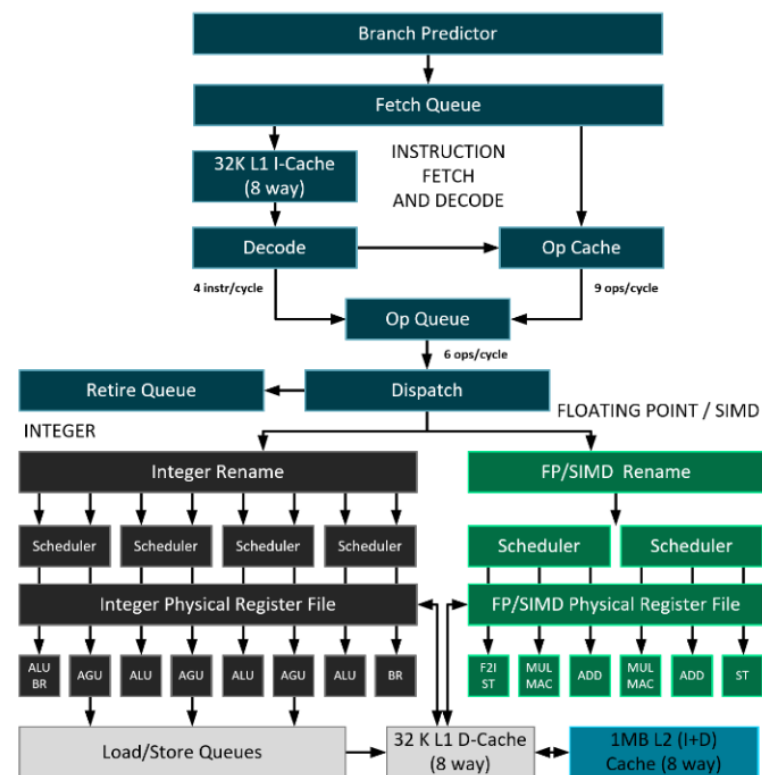 Branch Predictor
Fetch Queue
32K L1 I-Cache
(8 way)
INSTRUCTION
FETCH
AND DECODE
Decode
Op Cache
4 instr/cycle
9 ops/cycle
Op Queue
6 ops/cycle
Retire Queue
Dispatch
INTEGER
FLOATING POINT / SIMD
Integer Rename
FP/SIMD Rename
Scheduler
Scheduler
Scheduler
Scheduler
Scheduler
Scheduler
Integer Physical Register File
FP/SIMD Physical Register File
ALU
BR
AGU
ALU
AGU
ALU
AGU
ALU
BR
F2I
ST
MUL
MAC
ADD
MUL
MAC
ADD
ST
Load/Store Queues
32 K L1 D-Cache
(8 way)
1MB L2 (I+D)
Cache (8 way)